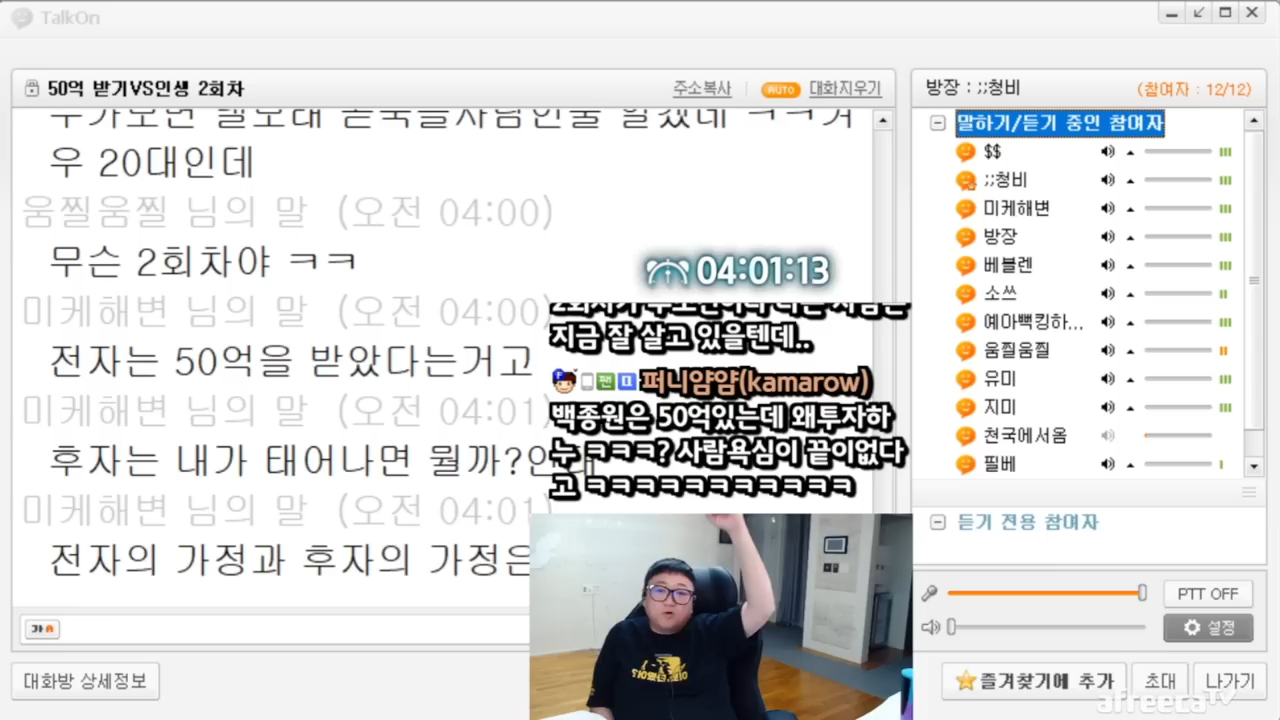 TalkOn
50억 받기VS인생 2회차
주소복사
AUTO
대화지우기
우 20대인데
움찔움찔 님의 말 (오전 04:00)
무슨 2회차야 ㅋㅋ
미케해변 님의 말 (오전 04:00)
전자는 50억을 받았다는거고
미케해변 님의 말 (오전 04:01)
후자는 내가 태어나면 뭘까?
미케해변 님의 말 (오전 04:01)
전자의 가정과 후자의 가정은
04:01:13
지금 잘 살고 있을텐데..
퍼니얌얌(kamarow)
백종원은 50억있는데 왜투자하
누 ㅋㅋㅋ? 사람욕심이 끝이없다
고 ㅋㅋㅋㅋㅋㅋㅋㅋㅋㅋㅋ
가가
대화방 상세정보
방장 : ;;청비
(참여자 : 12/12)
말하기/듣기 중인 참여자
$$
;;청비
미케해변
방장
베블렌
소쓰
예아빽킹하...
움찔움찔
유미
지미
천국에서옴
필베
듣기 전용 참여자
PTT OFF
설정
즐겨찾기에 추가
초대
나가기
afreecaTV